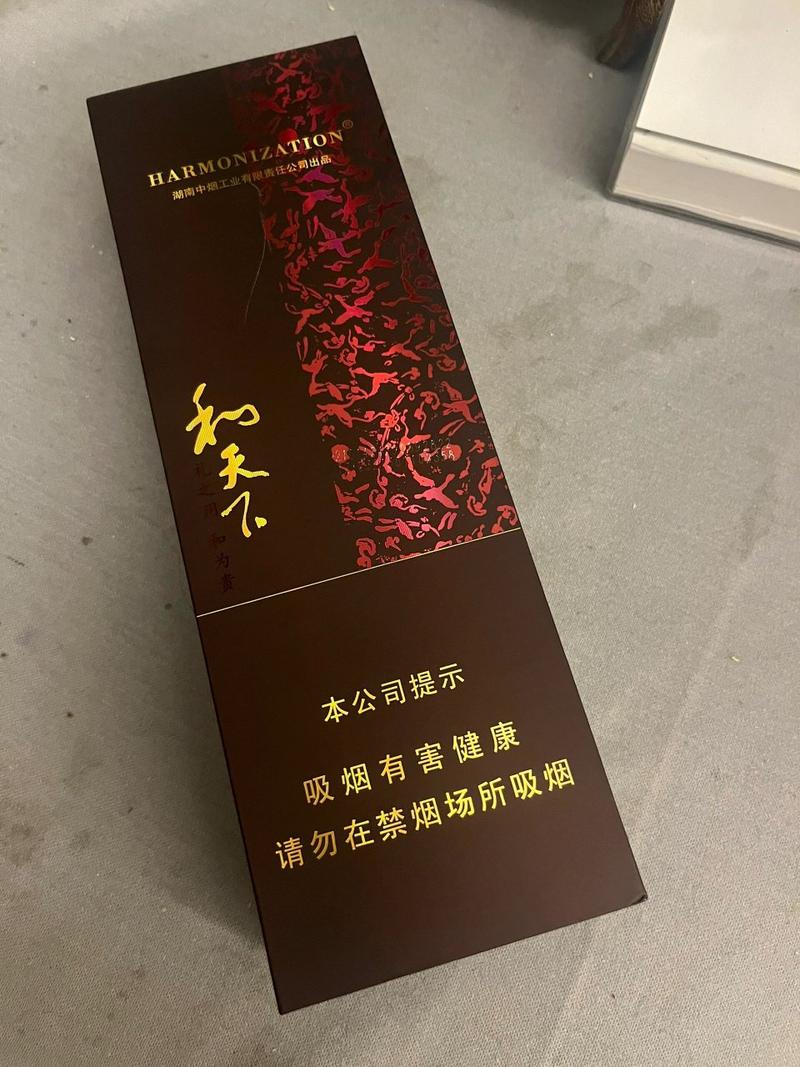 HARMONIZATION®
湖南中烟工业有限责任公司出品
和天下
礼之用 和为贵
本公司提示
吸烟有害健康
请勿在禁烟场所吸烟